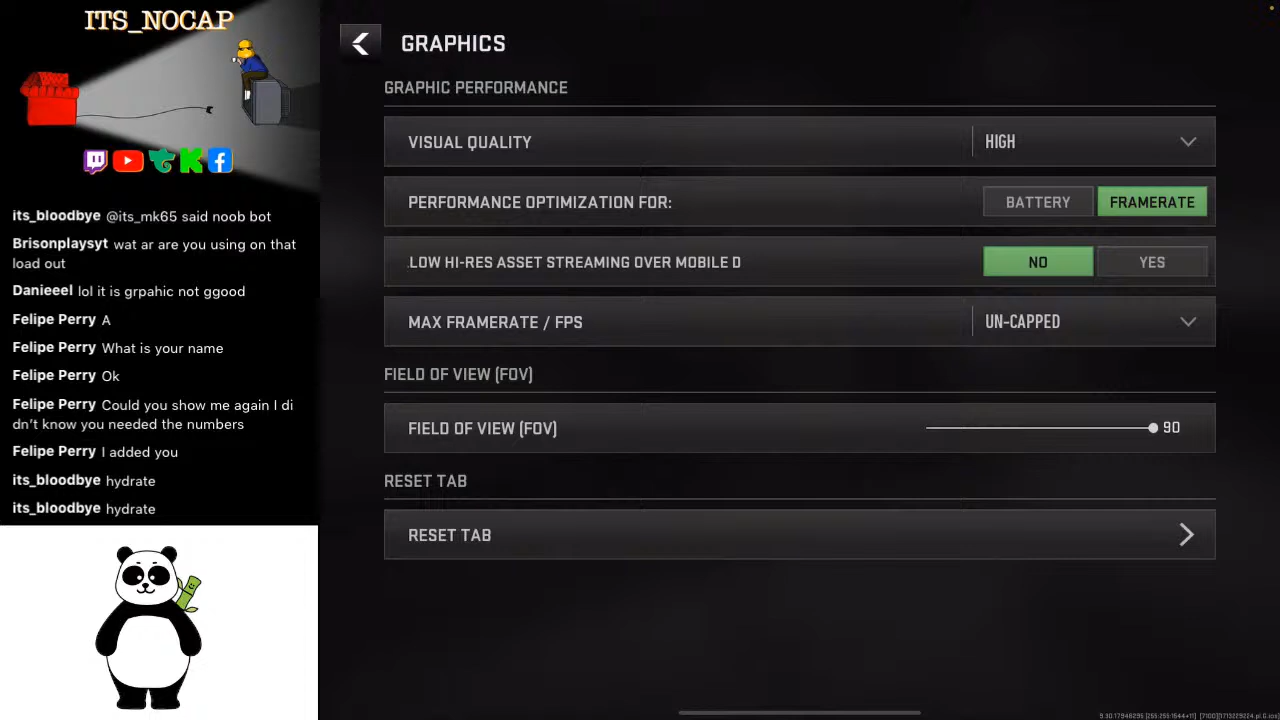 ITS_NOCAP
its_bloodbye @its_mk65 said noob bot
Brisonplaysyt wat ar are you using on that
load out
Danieeel lol it is grpahic not ggood
Felipe Perry A
Felipe Perry What is your name
Felipe Perry Ok
Felipe Perry Could you show me again I di
dn't know you needed the numbers
Felipe Perry I added you
its_bloodbye hydrate
its_bloodbye hydrate
GRAPHICS
GRAPHIC PERFORMANCE
VISUAL QUALITY HIGH
PERFORMANCE OPTIMIZATION FOR: BATTERY FRAMERATE
LOW HI-RES ASSET STREAMING OVER MOBILE D NO YES
MAX FRAMERATE / FPS UN-CAPPED
FIELD OF VIEW (FOV)
FIELD OF VIEW (FOV) 90
RESET TAB
RESET TAB